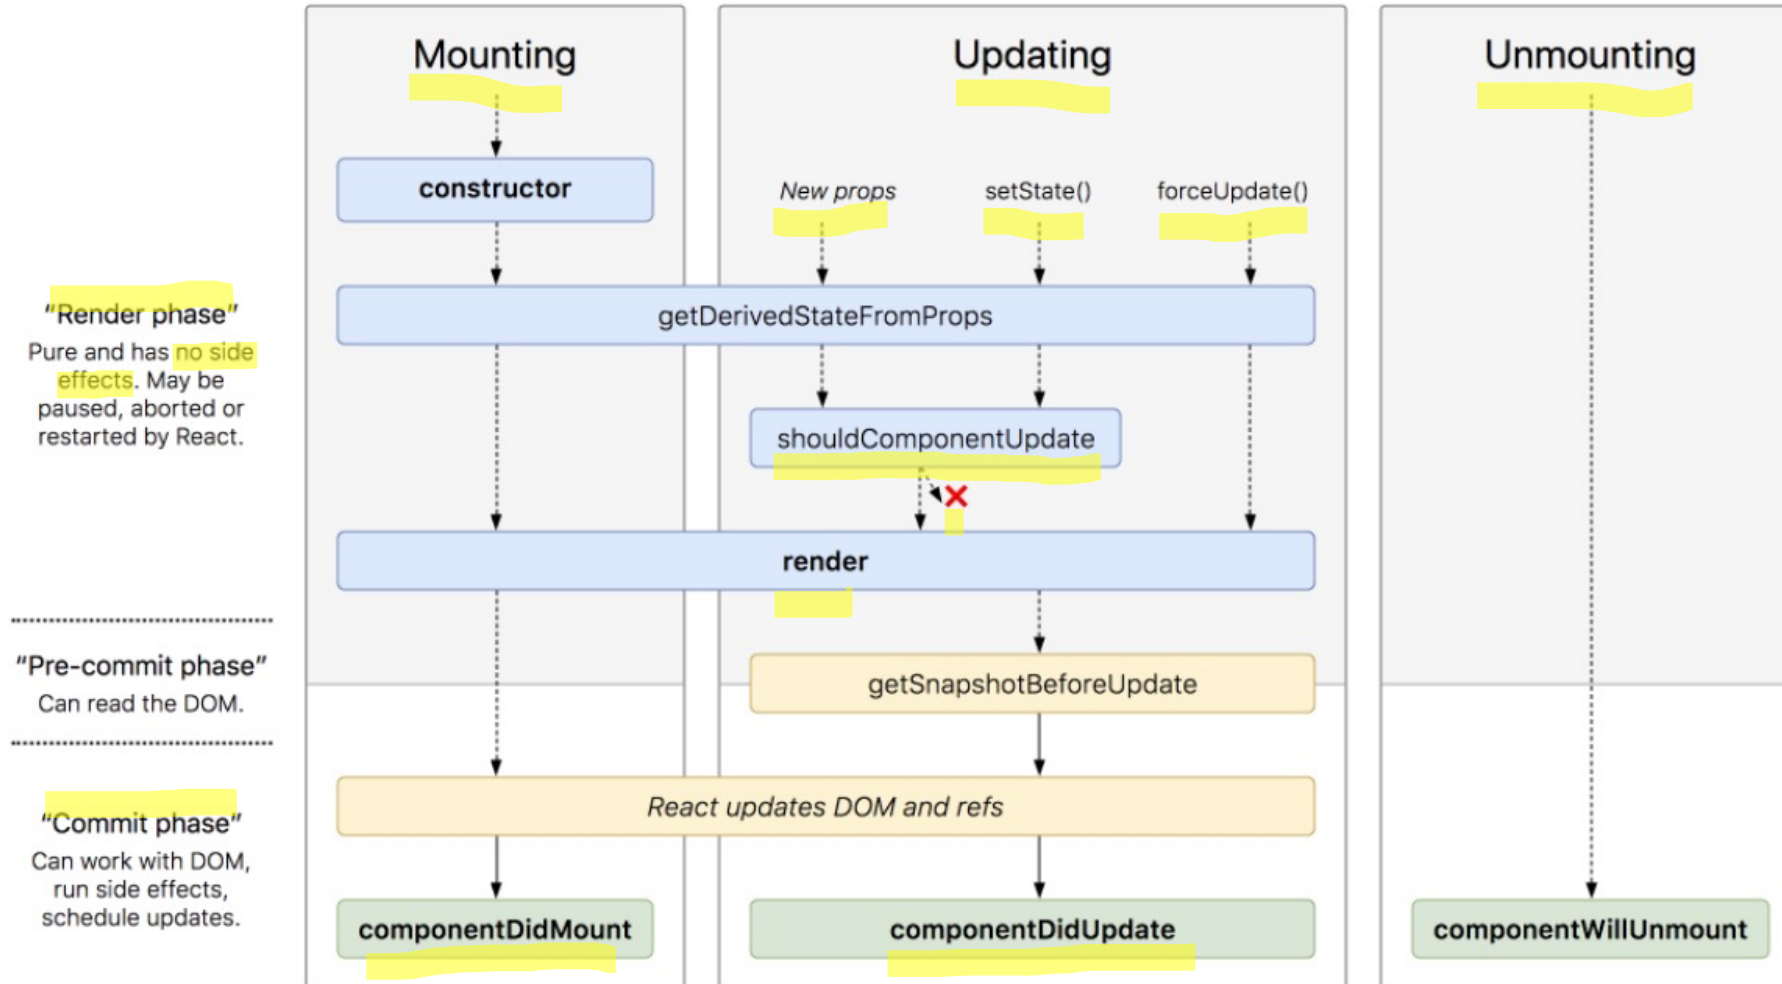 Mounting
Updating
Unmounting
constructor
New props
setState()
forceUpdate()
“Render phase”
Pure and has no side
effects. May be
paused, aborted or
restarted by React.
getDerivedStateFromProps
shouldComponentUpdate
render
“Pre-commit phase”
Can read the DOM.
getSnapshotBeforeUpdate
React updates DOM and refs
“Commit phase”
Can work with DOM,
run side effects,
schedule updates.
componentDidMount
componentDidUpdate
componentWillUnmount